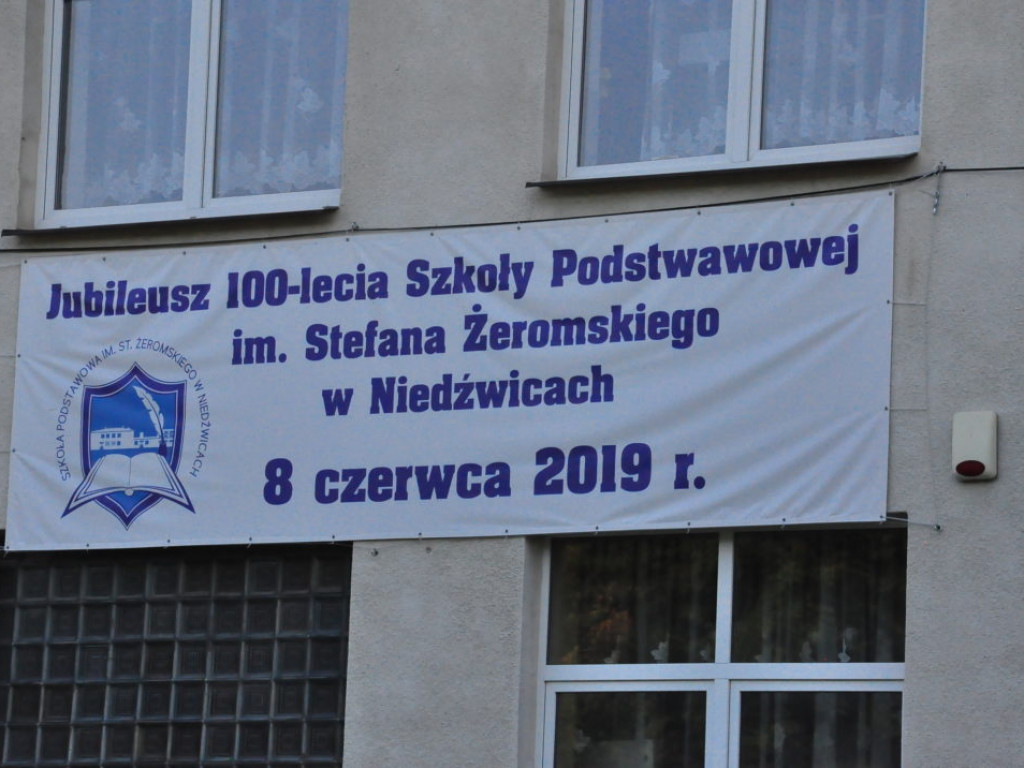 Jubileusz 100-lecia Szkoły Podstwawowej
im. Stefana Żeromskiego
w Niedźwicach
8 czerwca 2019 r.
SZKOŁA PODSTAWOWA IM. ST. ŻEROMSKIEGO W NIEDŹWICACH